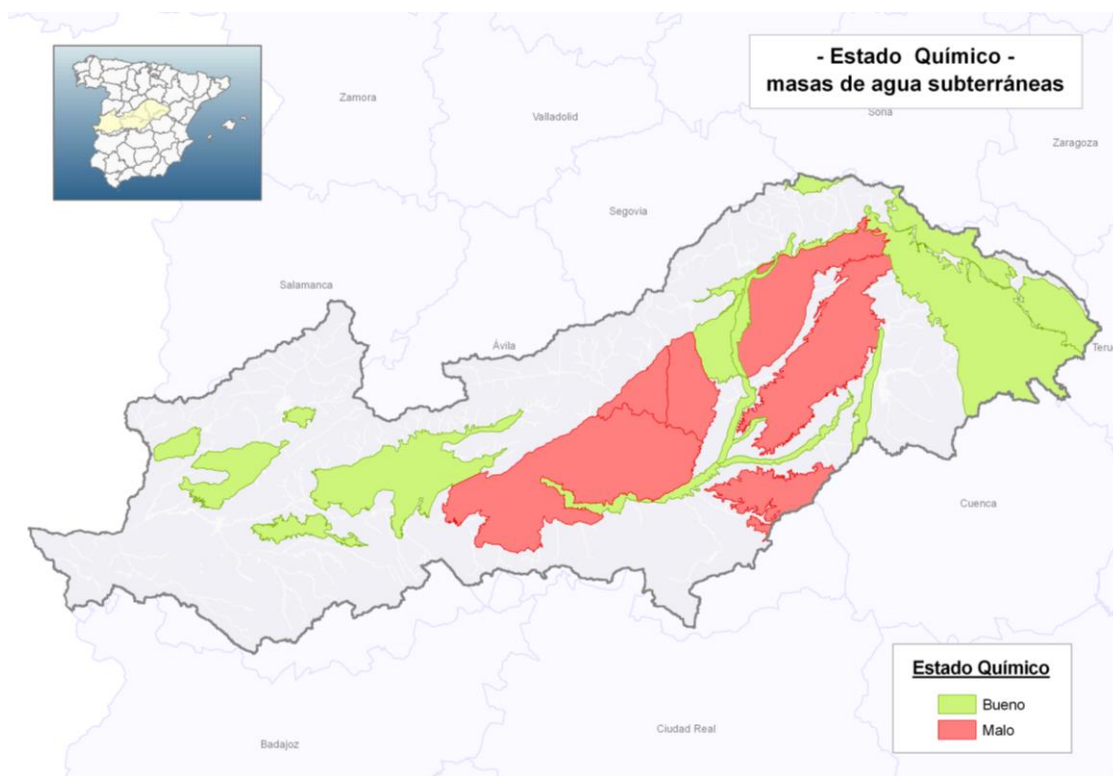 - Estado Químico -
masas de agua subterráneas
Zamora
Valladolid
Soria
Zaragoza
Segovia
Salamanca
Ávila
Teru
Cuenca
Ciudad Real
Badajoz
Estado Químico
Bueno
Malo